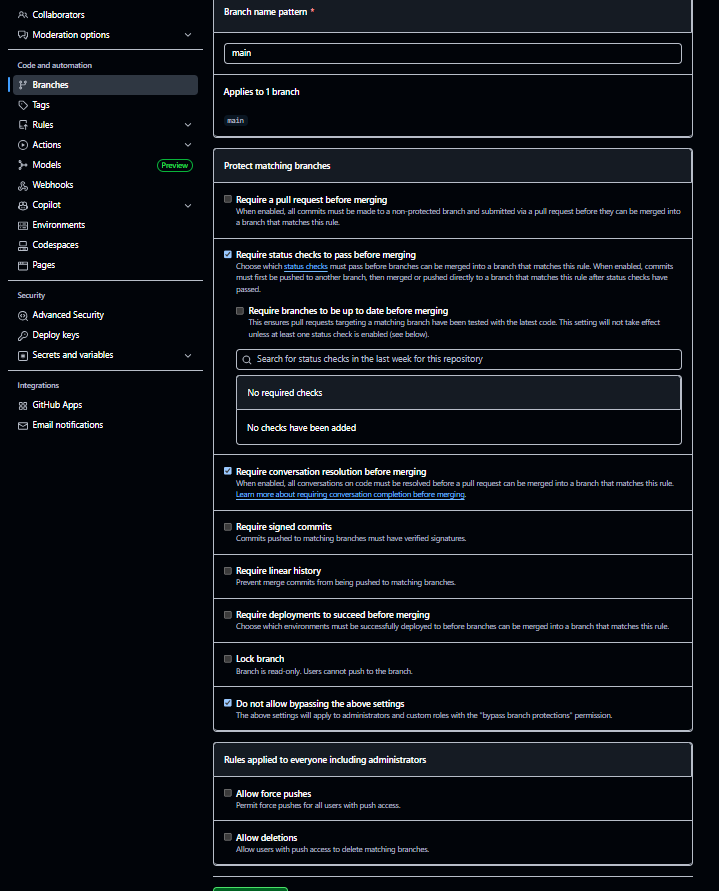 Collaborators
Moderation options
Code and automation
Branches
Tags
Rules
Actions
Models
Preview
Webhooks
Copilot
Environments
Codespaces
Pages
Security
Advanced Security
Deploy keys
Secrets and variables
Integrations
GitHub Apps
Email notifications
Branch name pattern *
main
Applies to 1 branch
main
Protect matching branches
Require a pull request before merging
When enabled, all commits must be made to a non-protected branch and submitted via a pull request before they can be merged into
a branch that matches this rule.
Require status checks to pass before merging
Choose which status checks must pass before branches can be merged into a branch that matches this rule. When enabled, commits
must first be pushed to another branch, then merged or pushed directly to a branch that matches this rule after status checks have
passed.
Require branches to be up to date before merging
This ensures pull requests targeting a matching branch have been tested with the latest code. This setting will not take effect
unless at least one status check is enabled (see below).
Search for status checks in the last week for this repository
No required checks
No checks have been added
Require conversation resolution before merging
When enabled, all conversations on code must be resolved before a pull request can be merged into a branch that matches this rule.
Learn more about requiring conversation completion before merging.
Require signed commits
Commits pushed to matching branches must have verified signatures.
Require linear history
Prevent merge commits from being pushed to matching branches.
Require deployments to succeed before merging
Choose which environments must be successfully deployed to before branches can be merged into a branch that matches this rule.
Lock branch
Branch is read-only. Users cannot push to the branch.
Do not allow bypassing the above settings
The above settings will apply to administrators and custom roles with the "bypass branch protections" permission.
Rules applied to everyone including administrators
Allow force pushes
Permit force pushes for all users with push access.
Allow deletions
Allow users with push access to delete matching branches.